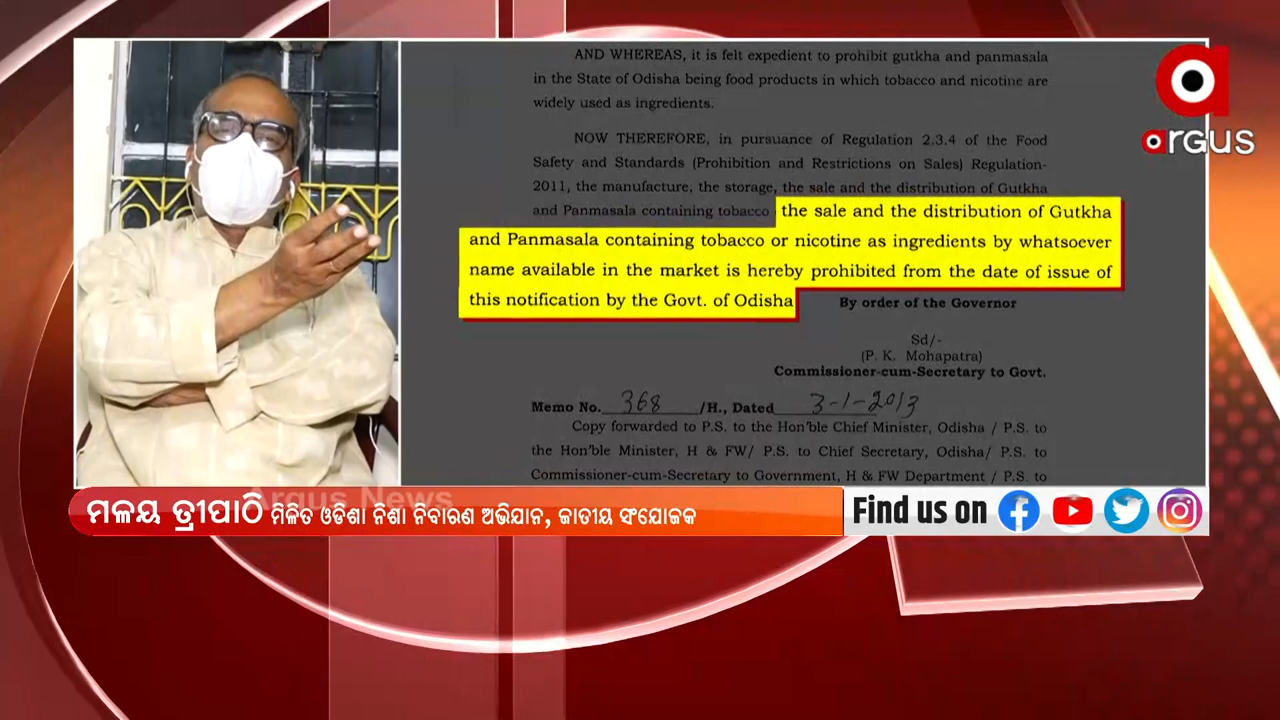 AND WHEREAS, it is felt expedient to prohibit gutkha and panmasala
in the State of Odisha being food products in which tobacco and nicotine are
widely used as ingredients.
NOW THEREFORE, in pursuance of Regulation 2.3.4 of the Food
Safety and Standards (Prohibition and Restrictions on Sales) Regulation-
2011, the manufacture, the storage, the sale and the distribution of Gutkha
and Panmasala containing tobacco
the sale and the distribution of Gutkha
and Panmasala containing tobacco or nicotine as ingredients by whatsoever
name available in the market is hereby prohibited from the date of issue of
this notification by the Govt. of Odisha
By order of the Governor
Sd/-
(P. K. Mohapatra)
Commissioner-cum-Secretary to Govt.
Memo No. 368 /H., Dated 3-1-2013
Copy forwarded to P.S. to the Hon'ble Chief Minister, Odisha / P.S. to
the Hon'ble Minister, H & FW/ P.S. to Chief Secretary, Odisha/ P.S. to
Commissioner-cum-Secretary to Government, H & FW Department / P.S. to
argus
Argus News
ମଳୟ ତ୍ରୀପାଠି ମିଳିତ ଓଡିଶା ନିଶା ନିବାରଣ ଅଭିଯାନ, ଜାତୀୟ ସଂଯୋଜକ
Find us on